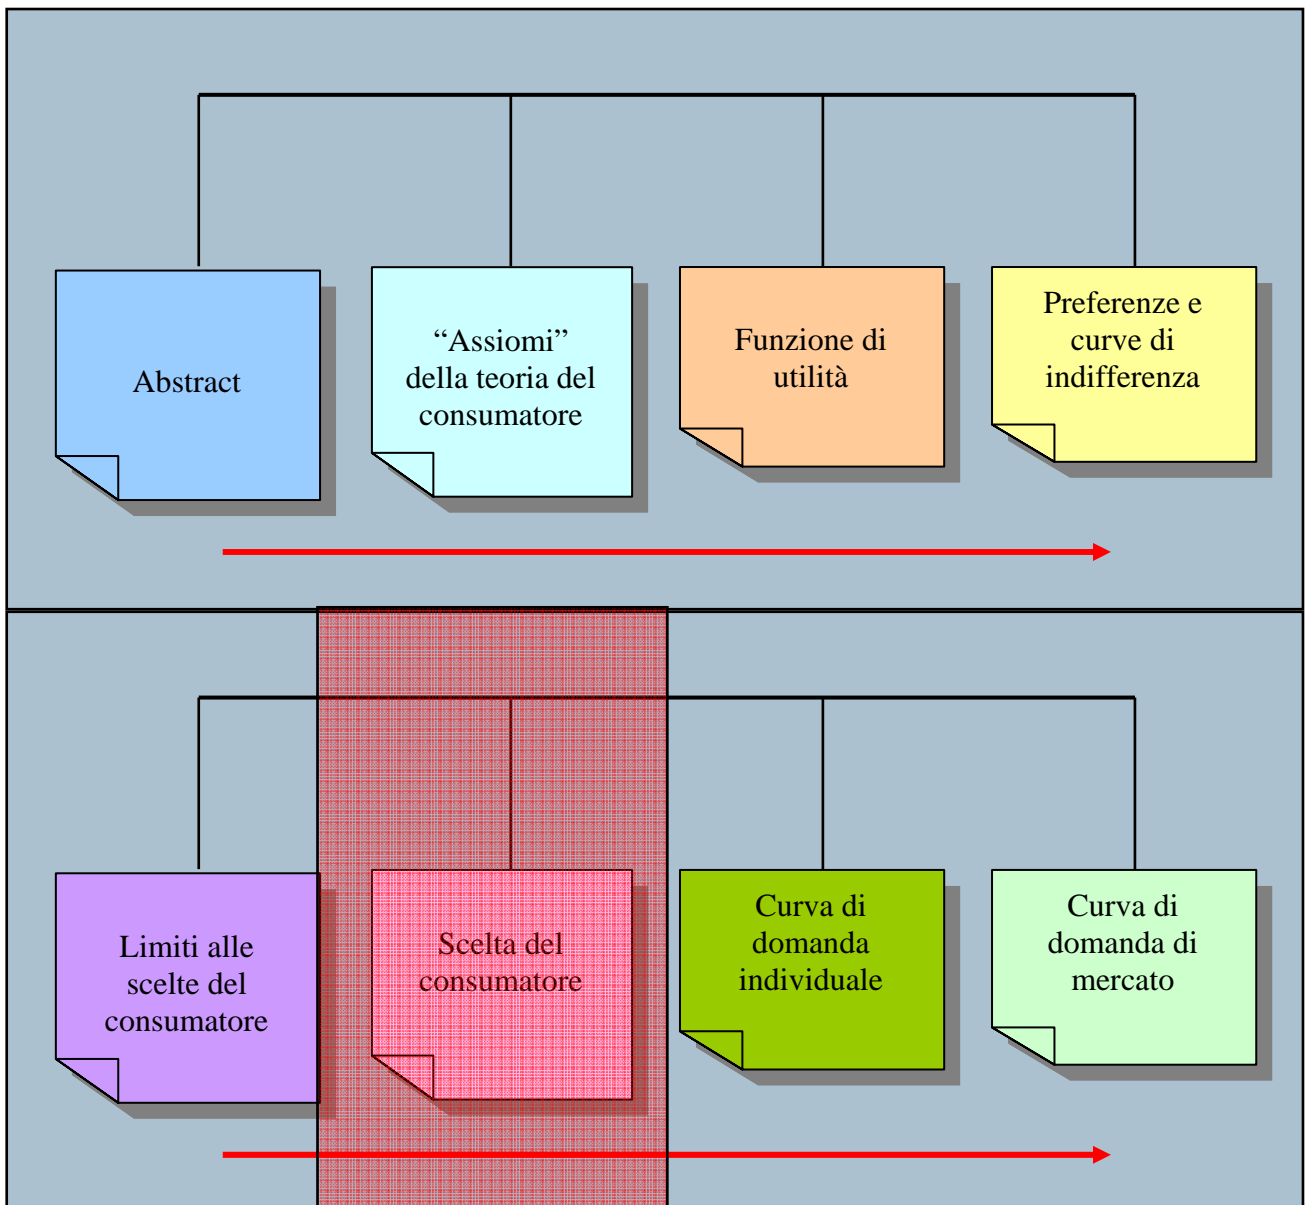 Abstract
“Assiomi”
della teoria del
consumatore
Funzione di
utilità
Preferenze e
curve di
indifferenza
Limiti alle
scelte del
consumatore
Scelta del
consumatore
Curva di
domanda
individuale
Curva di
domanda di
mercato